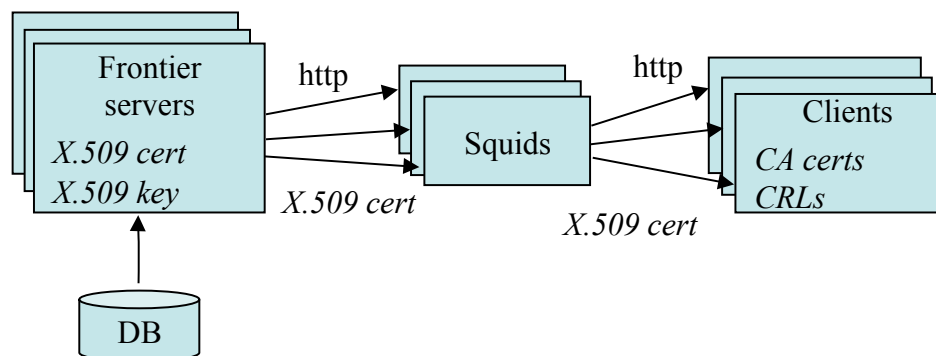 Frontier
servers
X.509 cert
X.509 key
http
X.509 cert
Squids
http
X.509 cert
Clients
CA certs
CRLs
DB